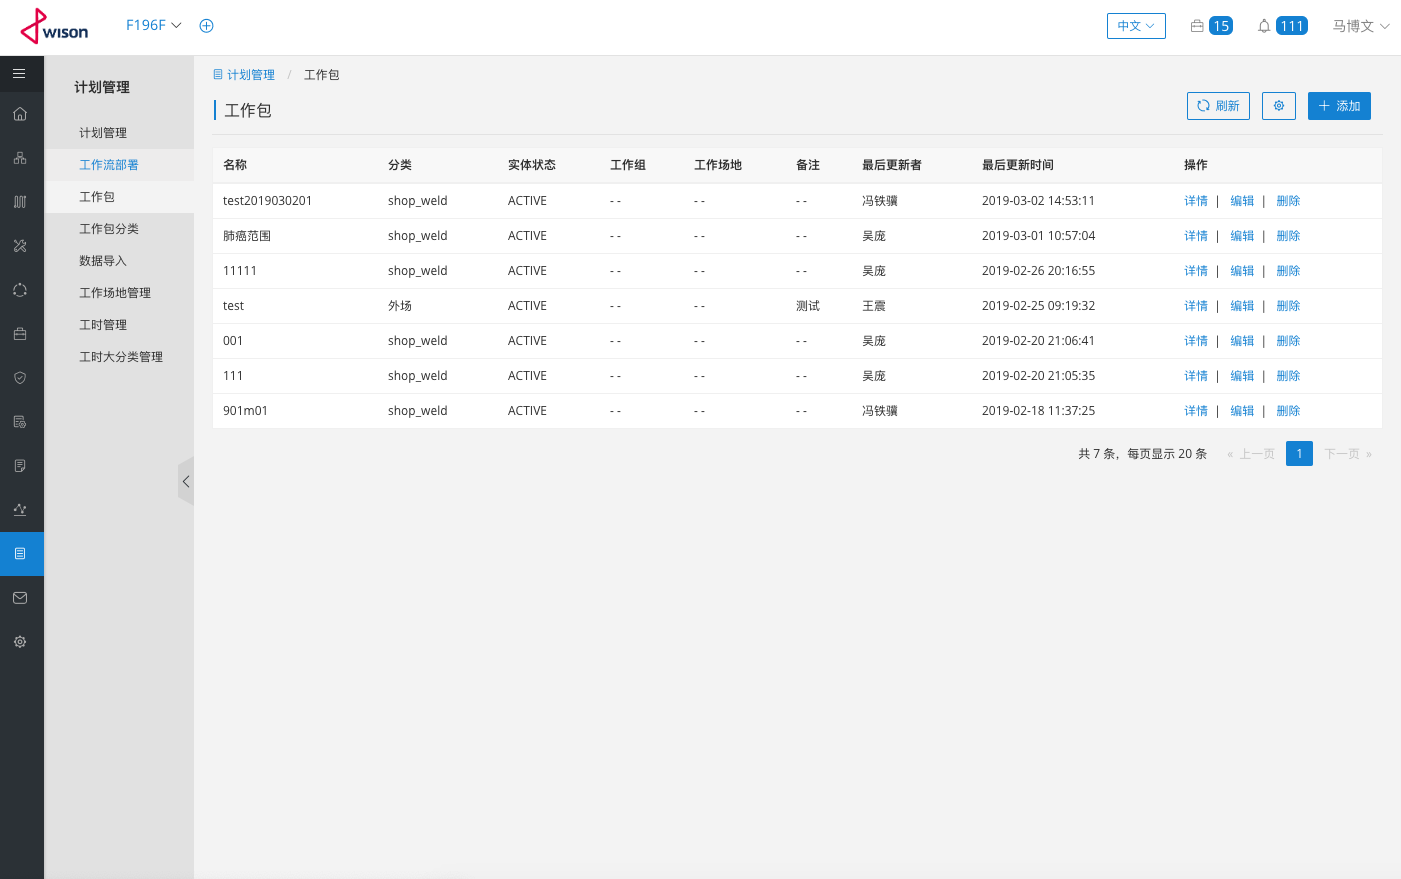 wison F196F 中文 15 111 马博文
计划管理
计划管理
工作流部署
工作包
工作包分类
数据导入
工作场地管理
工时管理
工时大分类管理
计划管理 / 工作包
工作包 刷新 添加
名称 分类 实体状态 工作组 工作场地 备注 最后更新者 最后更新时间 操作
test2019030201 shop_weld ACTIVE - - - - - - 冯铁骥 2019-03-02 14:53:11 详情 | 编辑 | 删除
肺癌范围 shop_weld ACTIVE - - - - - - 吴庞 2019-03-01 10:57:04 详情 | 编辑 | 删除
11111 shop_weld ACTIVE - - - - - - 吴庞 2019-02-26 20:16:55 详情 | 编辑 | 删除
test 外场 ACTIVE - - - - 测试 王震 2019-02-25 09:19:32 详情 | 编辑 | 删除
001 shop_weld ACTIVE - - - - - - 吴庞 2019-02-20 21:06:41 详情 | 编辑 | 删除
111 shop_weld ACTIVE - - - - - - 吴庞 2019-02-20 21:05:35 详情 | 编辑 | 删除
901m01 shop_weld ACTIVE - - - - - - 冯铁骥 2019-02-18 11:37:25 详情 | 编辑 | 删除
共 7 条，每页显示 20 条 « 上一页 1 下一页 »